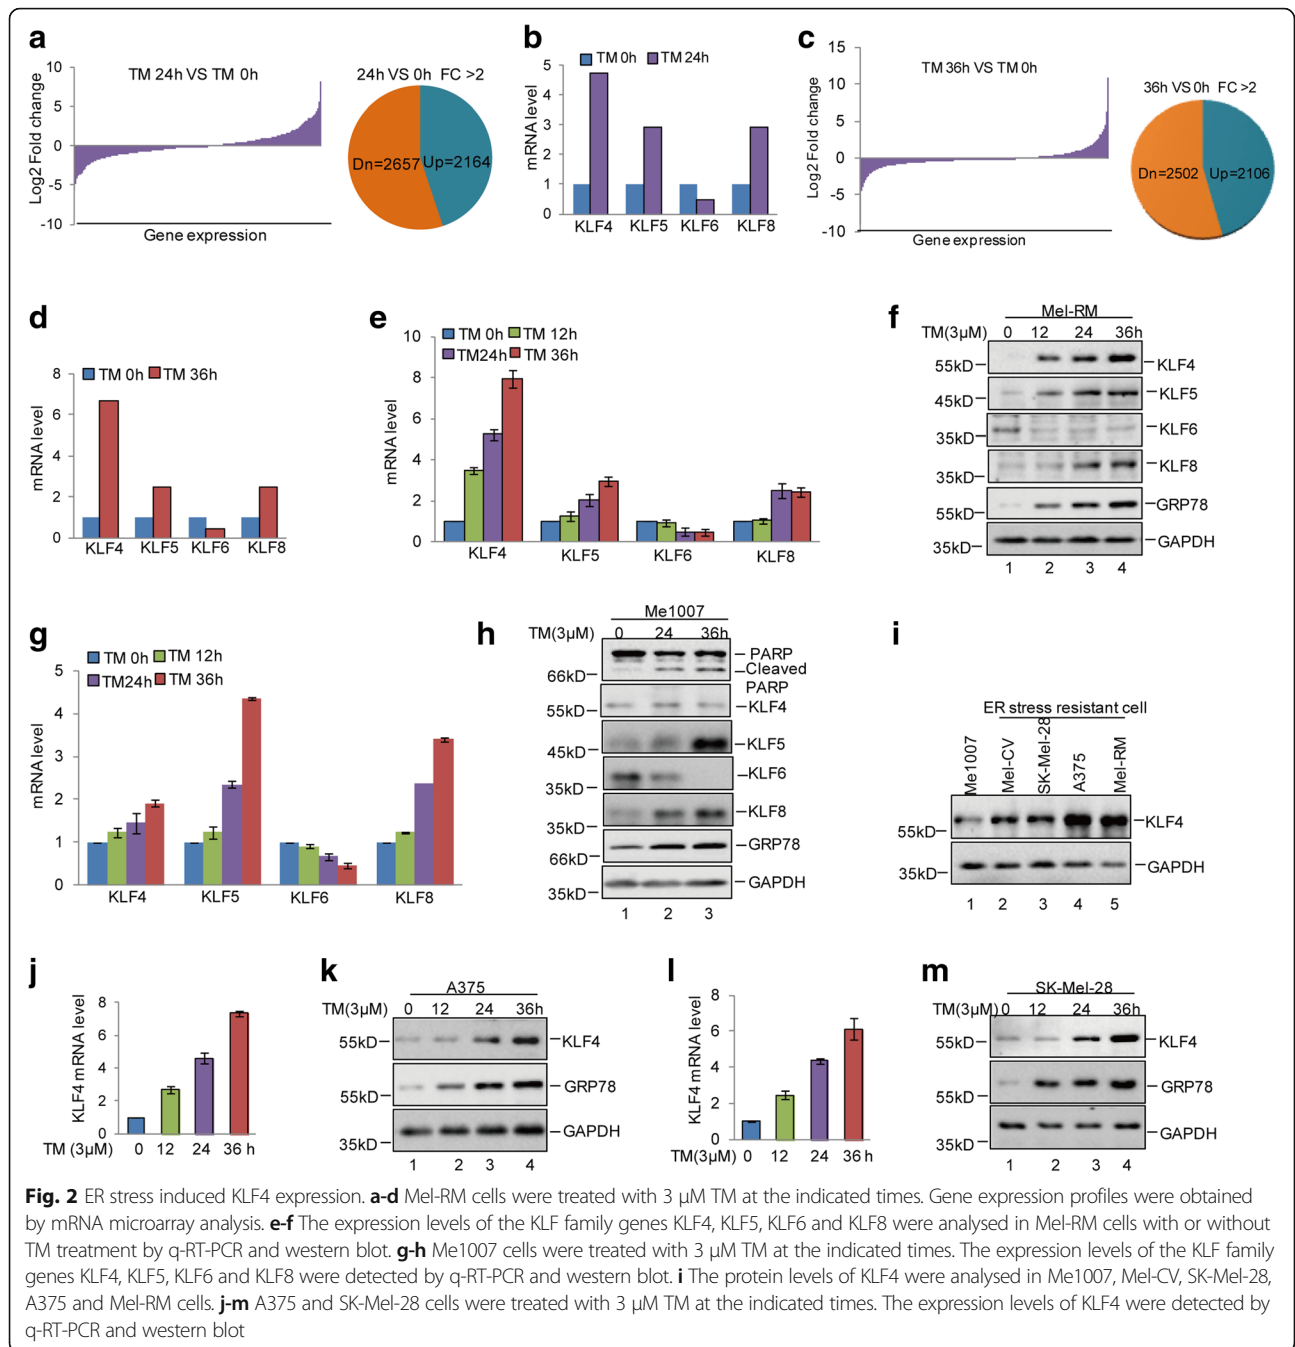 a
TM 24h VS TM 0h
Log2 Fold change
10
5
0
-5
-10
Gene expression
24h VS 0h FC >2
Dn=2657
Up=2164
b
TM 0h
TM 24h
mRNA level
5
4
3
2
1
0
KLF4 KLF5 KLF6 KLF8
c
TM 36h VS TM 0h
Log2 Fold change
15
10
5
0
-5
-10
Gene expression
36h VS 0h FC >2
Dn=2502
Up=2106
d
TM 0h
TM 36h
mRNA level
8
6
4
2
0
KLF4 KLF5 KLF6 KLF8
e
TM 0h
TM 12h
TM24h
TM 36h
mRNA level
10
8
6
4
2
0
KLF4 KLF5 KLF6 KLF8
f
Mel-RM
TM(3μM) 0 12 24 36h
55kD
KLF4
45kD
KLF5
35kD
KLF6
35kD
KLF8
55kD
GRP78
35kD
GAPDH
1 2 3 4
g
TM 0h
TM 12h
TM24h
TM 36h
mRNA level
5
4
3
2
1
0
KLF4 KLF5 KLF6 KLF8
h
Me1007
TM(3μM) 0 24 36h
PARP
66kD
Cleaved
PARP
55kD
KLF4
45kD
KLF5
35kD
KLF6
35kD
KLF8
66kD
GRP78
35kD
GAPDH
1 2 3
i
ER stress resistant cell
Me1007
Mel-CV
SK-Mel-28
A375
Mel-RM
55kD
KLF4
35kD
GAPDH
1 2 3 4 5
j
KLF4 mRNA level
8
6
4
2
0
TM (3μM) 0 12 24 36 h
k
A375
TM(3μM) 0 12 24 36h
55kD
KLF4
55kD
GRP78
35kD
GAPDH
1 2 3 4
l
KLF4 mRNA level
8
6
4
2
0
TM(3μM) 0 12 24 36 h
m
SK-Mel-28
TM(3μM) 0 12 24 36h
55kD
KLF4
55kD
GRP78
35kD
GAPDH
1 2 3 4
Fig. 2 ER stress induced KLF4 expression. a-d Mel-RM cells were treated with 3 μM TM at the indicated times. Gene expression profiles were obtained
by mRNA microarray analysis. e-f The expression levels of the KLF family genes KLF4, KLF5, KLF6 and KLF8 were analysed in Mel-RM cells with or without
TM treatment by q-RT-PCR and western blot. g-h Me1007 cells were treated with 3 μM TM at the indicated times. The expression levels of the KLF family
genes KLF4, KLF5, KLF6 and KLF8 were detected by q-RT-PCR and western blot. i The protein levels of KLF4 were analysed in Me1007, Mel-CV, SK-Mel-28,
A375 and Mel-RM cells. j-m A375 and SK-Mel-28 cells were treated with 3 μM TM at the indicated times. The expression levels of KLF4 were detected by
q-RT-PCR and western blot